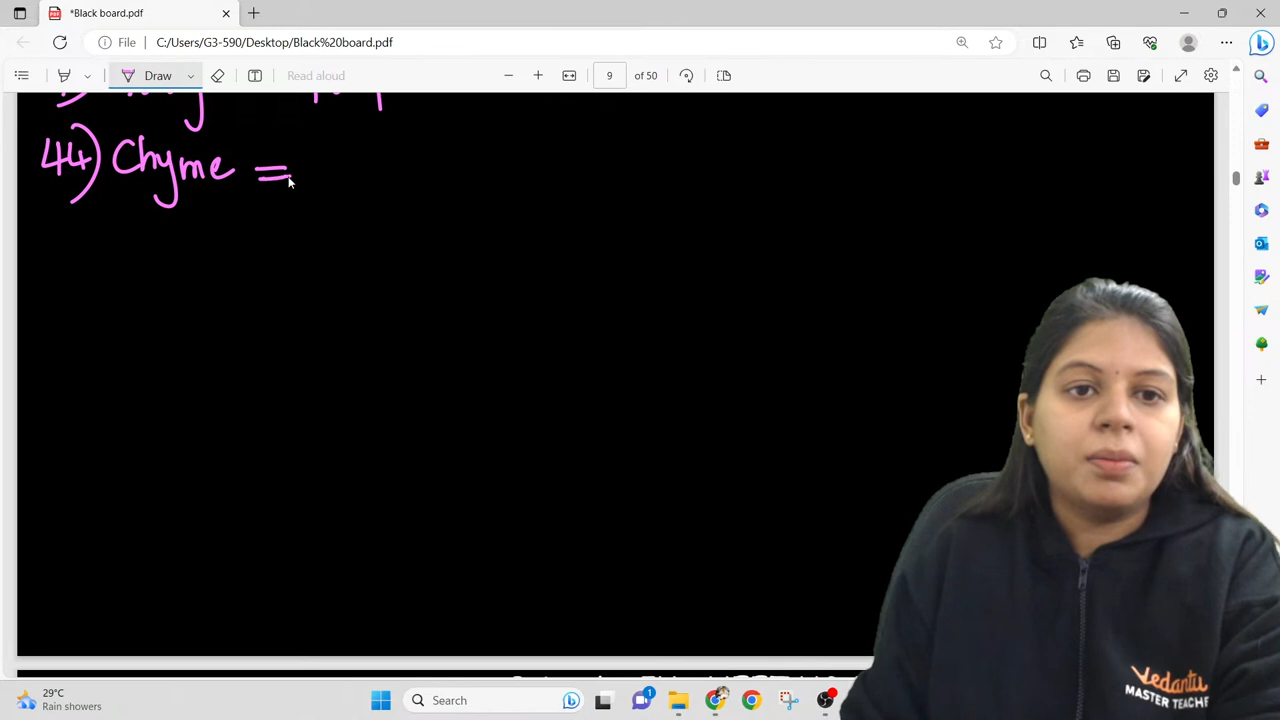 *Black board.pdf
File C:/Users/G3-590/Desktop/Black%20board.pdf
Draw Read aloud 9 of 50
44) Chyme =
Vedantu
MASTER TEACHER
29°C
Rain showers
Search
1